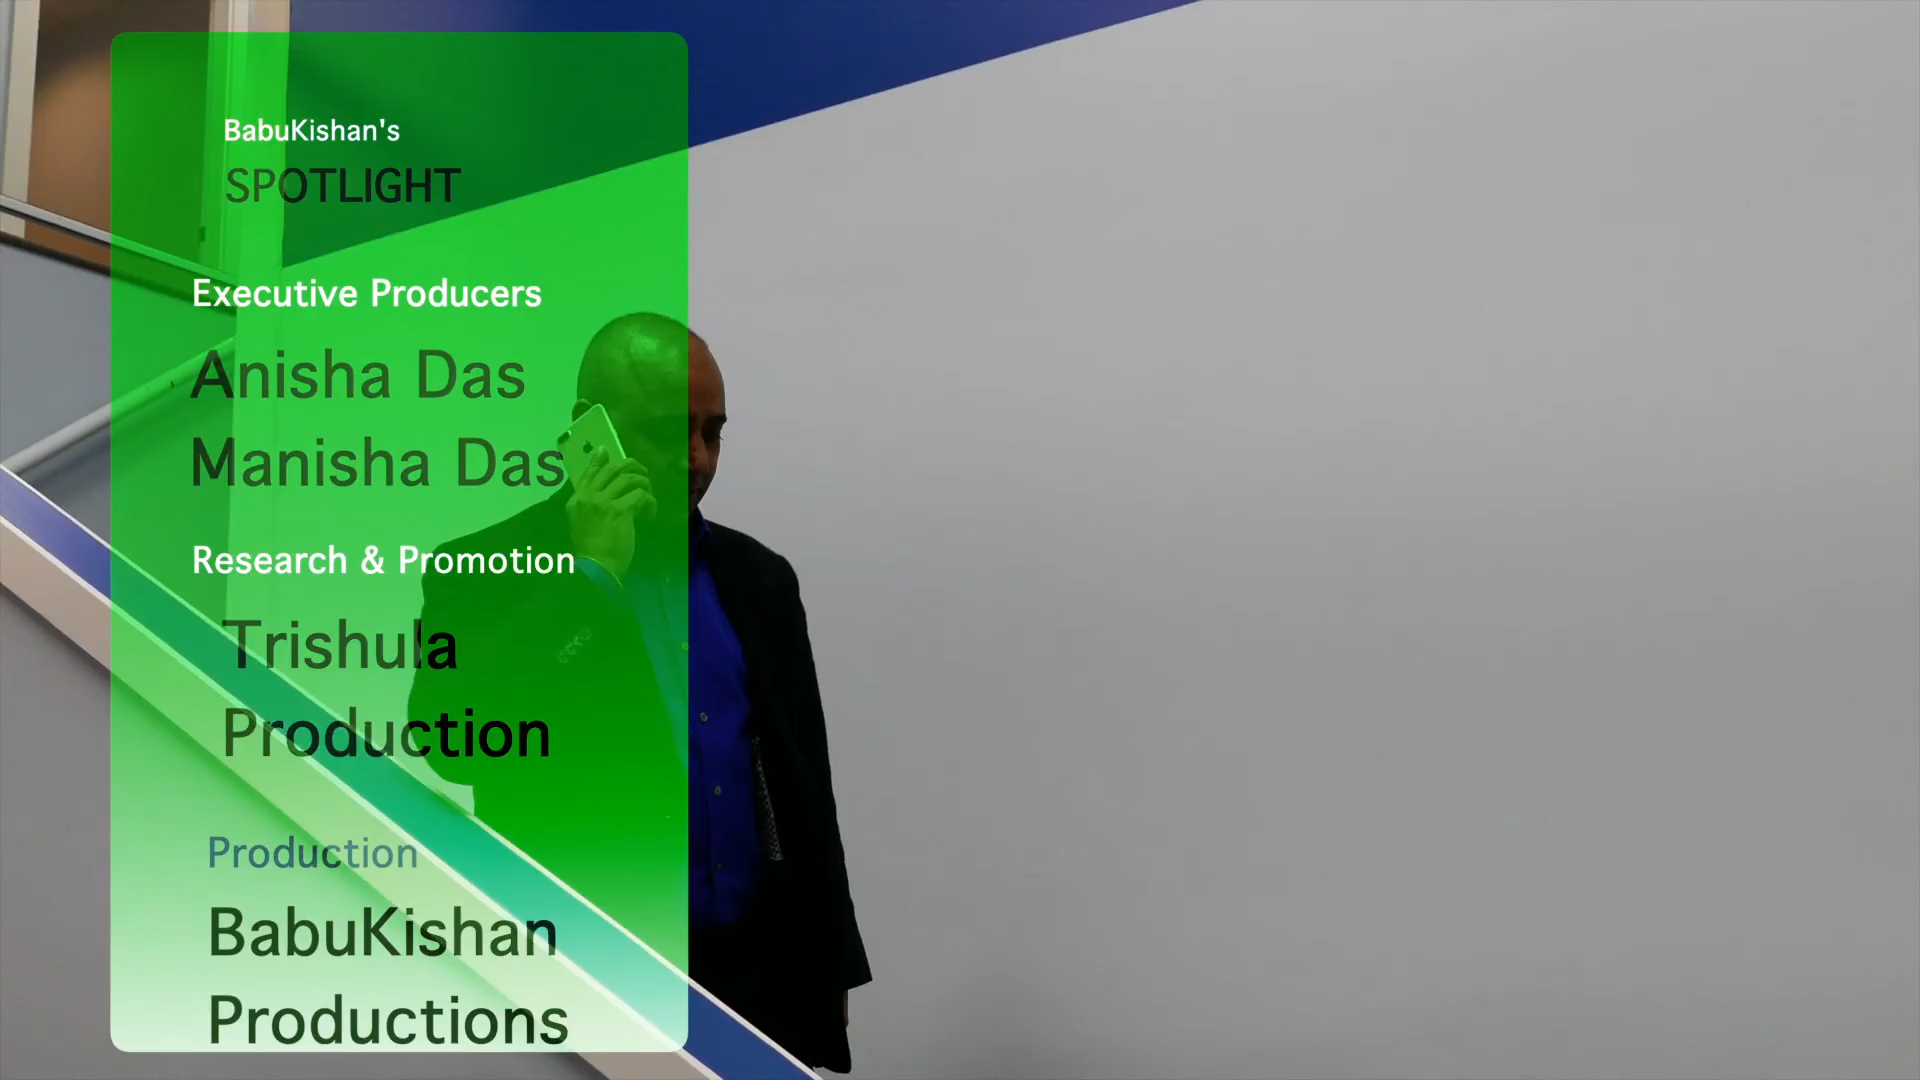 BabuKishan's
SPOTLIGHT
Executive Producers
Anisha Das
Manisha Das
Research & Promotion
Trishula
Production
Production
BabuKishan
Productions